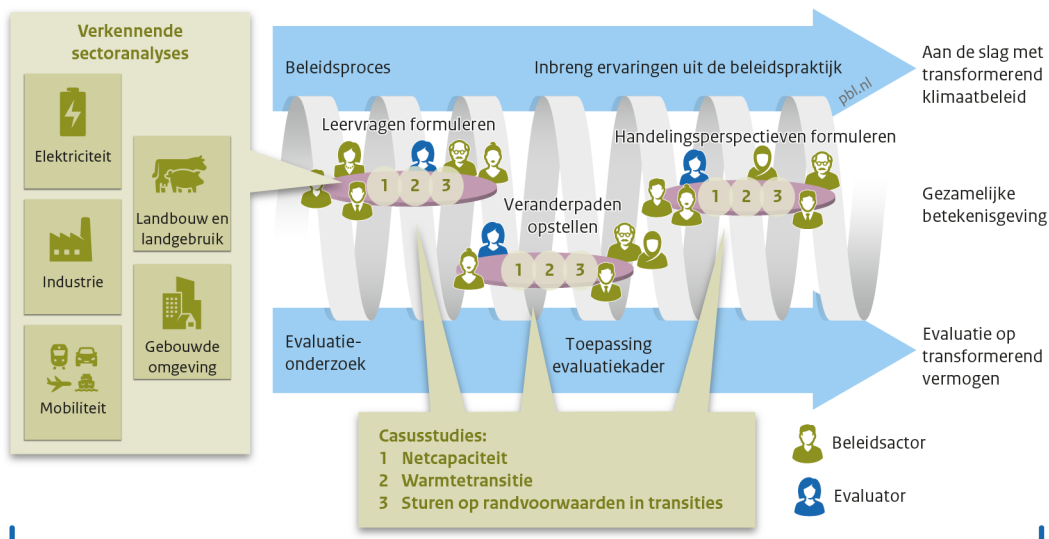 Verkennende
sectoranalyses
Elektriciteit
Landbouw en
landgebruik
Industrie
Gebouwde
omgeving
Mobiliteit
Beleidsproces
Inbreng ervaringen uit de beleidspraktijk
pbl.nl
Aan de slag met
transformerend
klimaatbeleid
Leervragen formuleren
1 2 3
Veranderpaden
opstellen
1 2 3
Handelingsperspectieven formuleren
1 2 3
Gezamelijke
betekenisgeving
Evaluatie-
onderzoek
Toepassing
evaluatiekader
Evaluatie op
transformerend
vermogen
Casusstudies:
1 Netcapaciteit
2 Warmtetransitie
3 Sturen op randvoorwaarden in transities
Beleidsactor
Evaluator